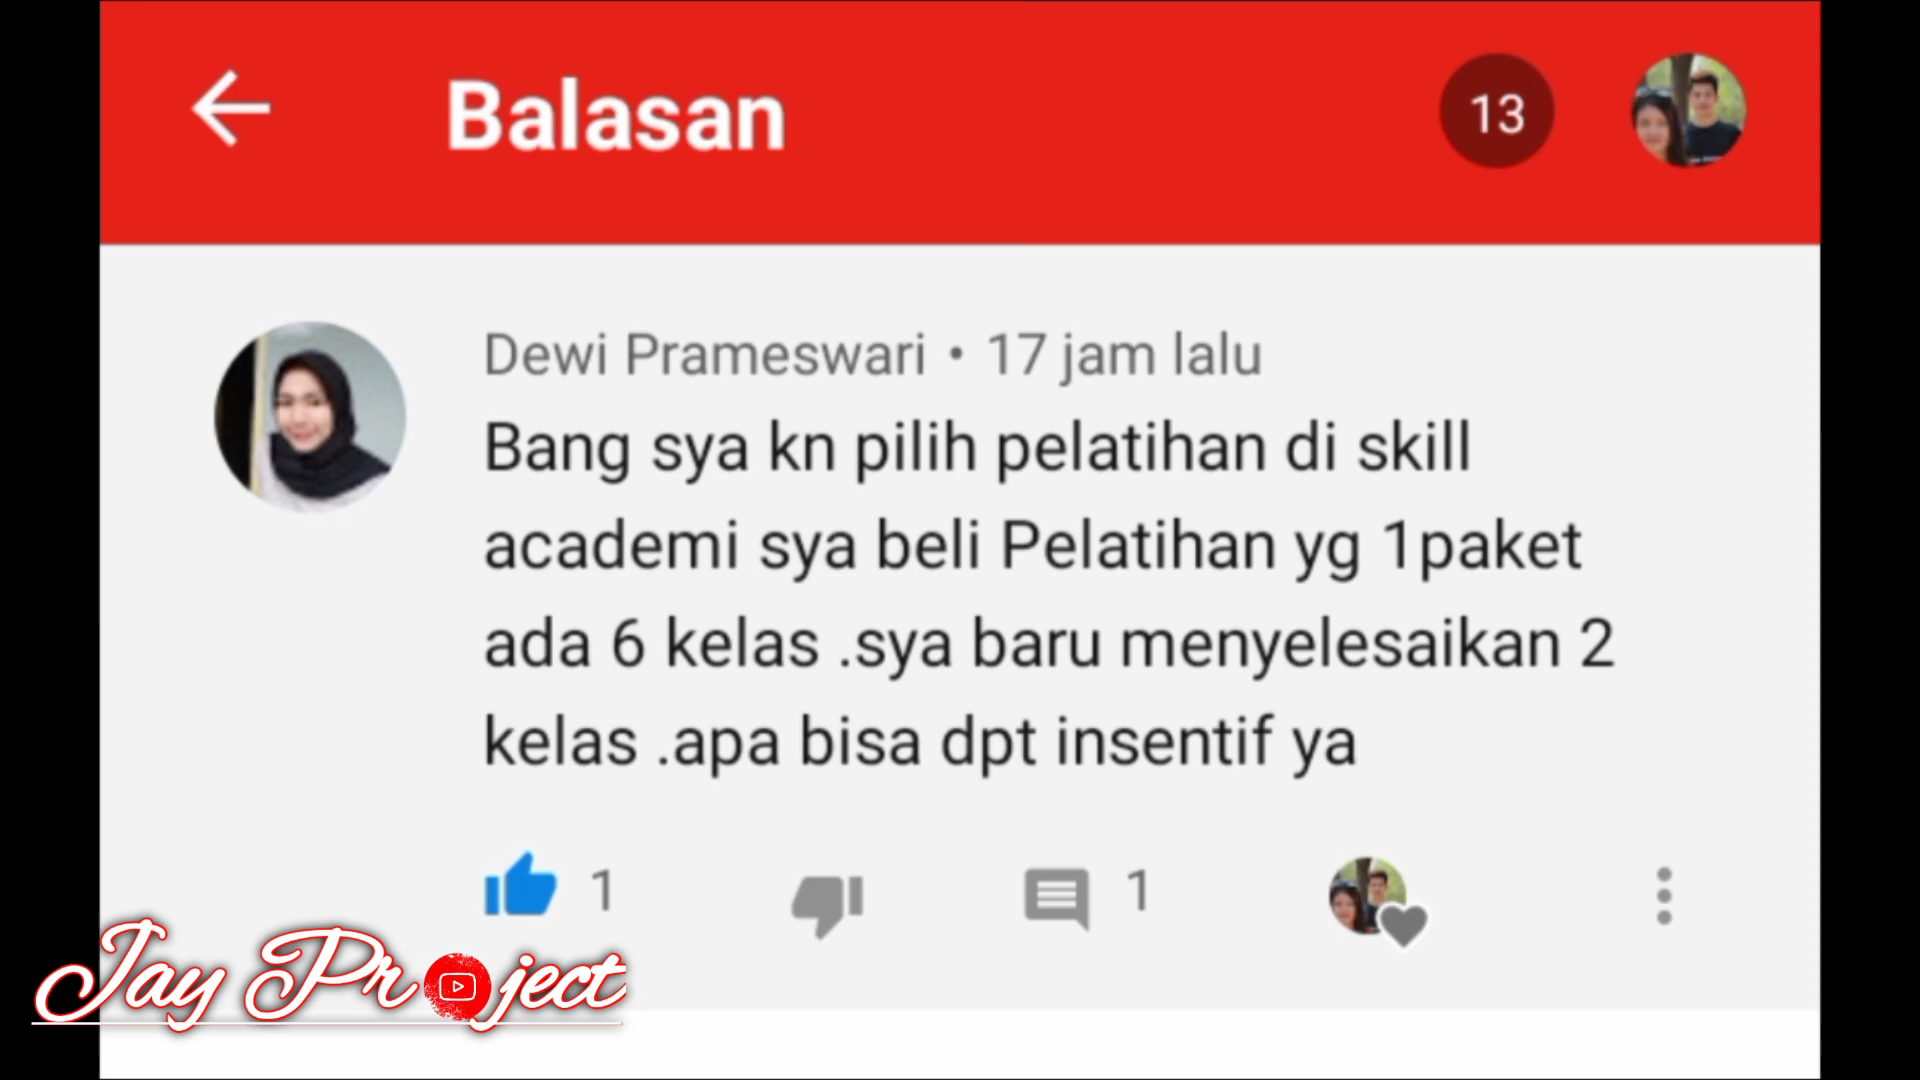 Balasan
13
Dewi Prameswari • 17 jam lalu
Bang sya kn pilih pelatihan di skill
academi sya beli Pelatihan yg 1paket
ada 6 kelas .sya baru menyelesaikan 2
kelas .apa bisa dpt insentif ya
1
1
Jay Project